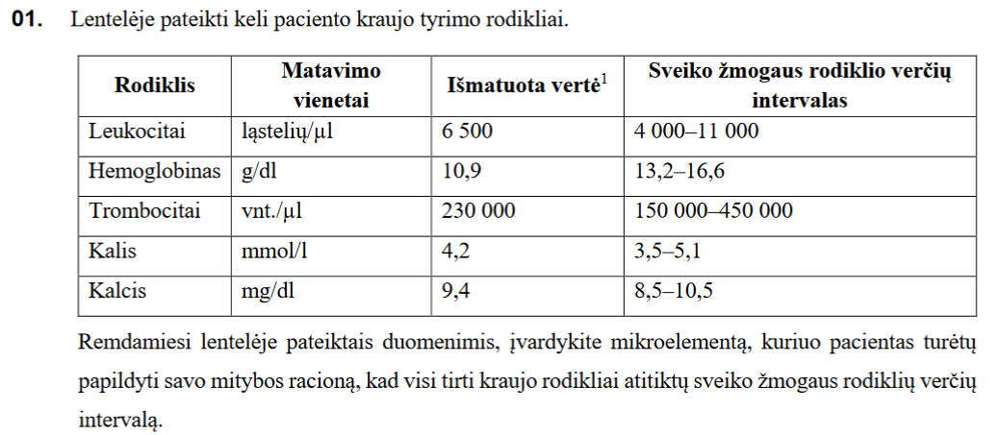 01. Lentelėje pateikti keli paciento kraujo tyrimo rodikliai.
Rodiklis Matavimo vienetai Išmatuota vertė¹ Sveiko žmogaus rodiklio verčių intervalas
Leukocitai ląstelių/µl 6 500 4 000–11 000
Hemoglobinas g/dl 10,9 13,2–16,6
Trombocitai vnt./µl 230 000 150 000–450 000
Kalis mmol/l 4,2 3,5–5,1
Kalcis mg/dl 9,4 8,5–10,5
Remdamiesi lentelėje pateiktais duomenimis, įvardykite mikroelementą, kuriuo pacientas turėtų
papildyti savo mitybos racioną, kad visi tirti kraujo rodikliai atitiktų sveiko žmogaus rodiklių verčių
intervalą.